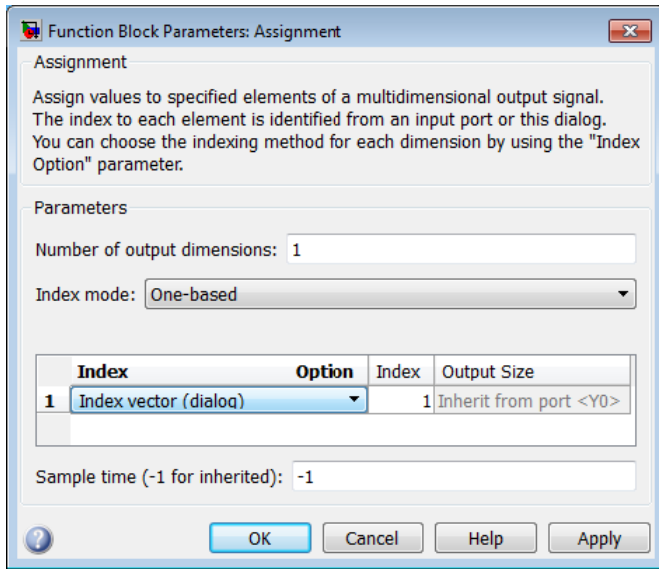 Function Block Parameters: Assignment
Assignment
Assign values to specified elements of a multidimensional output signal.
The index to each element is identified from an input port or this dialog.
You can choose the indexing method for each dimension by using the "Index
Option" parameter.
Parameters
Number of output dimensions: 1
Index mode: One-based
Index Option Index Output Size
1 Index vector (dialog) 1 Inherit from port <Y0>
Sample time (-1 for inherited): -1
? OK Cancel Help Apply